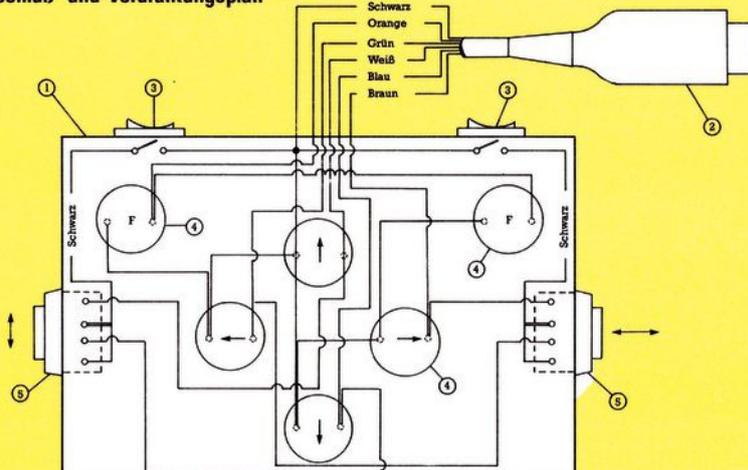 und Verdrahtungsplan
Schwarz
Orange
Grün
Weiß
Blau
Braun
1
3
3
2
F
4
F
4
Schwarz
Schwarz
4
5
5